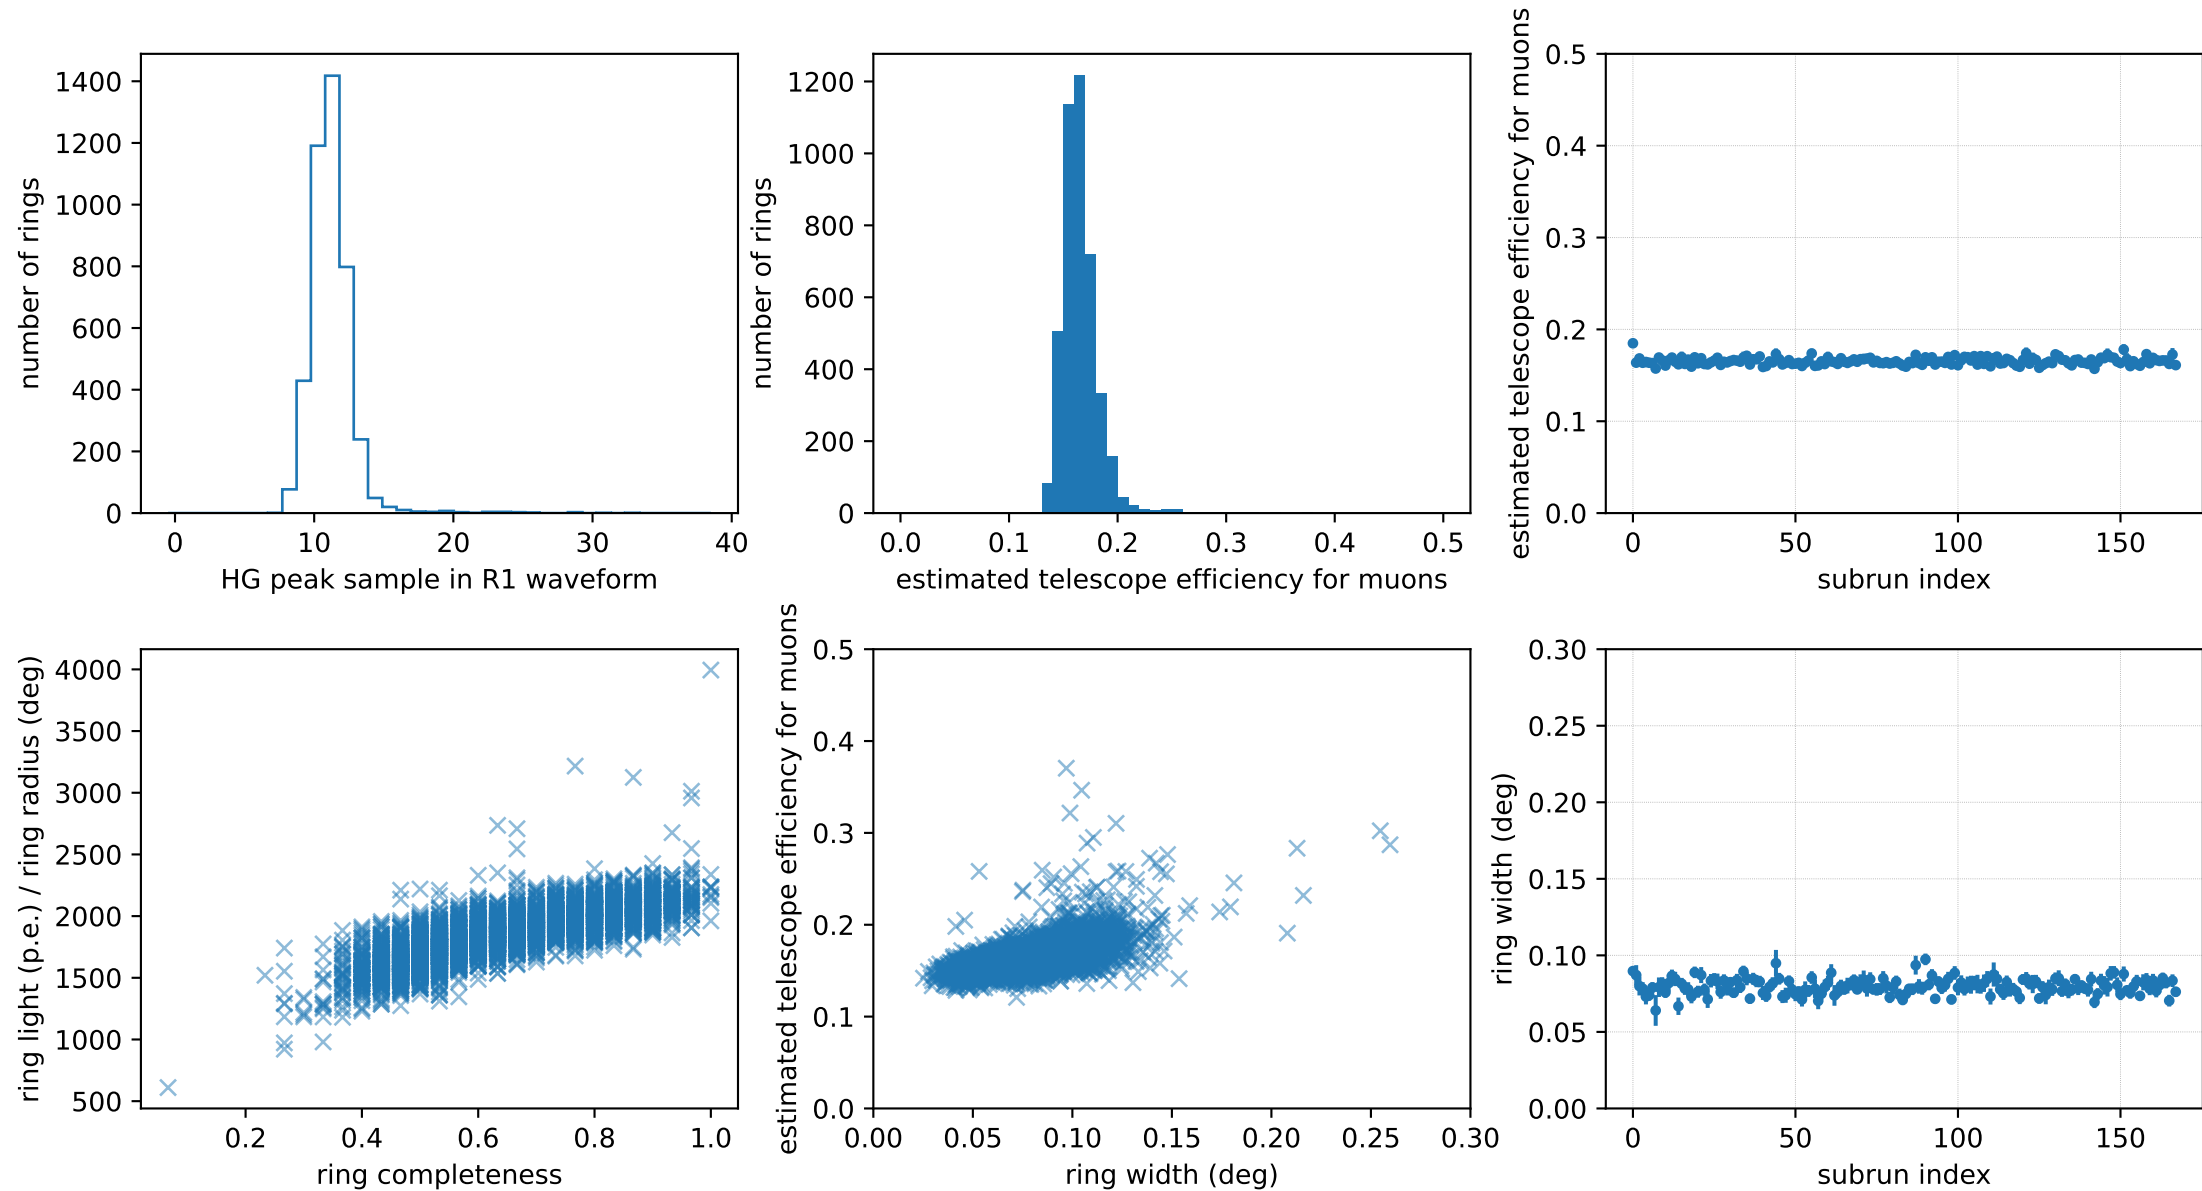 number of rings
1400
1200
1000
800
600
400
200
0
0 10 20 30 40
HG peak sample in R1 waveform
number of rings
1200
1000
800
600
400
200
0
0.0 0.1 0.2 0.3 0.4 0.5
estimated telescope efficiency for muons
estimated telescope efficiency for muons
0.5
0.4
0.3
0.2
0.1
0.0
0 50 100 150
subrun index
ring light (p.e.) / ring radius (deg)
4000
3500
3000
2500
2000
1500
1000
500
0.2 0.4 0.6 0.8 1.0
ring completeness
estimated telescope efficiency for muons
0.5
0.4
0.3
0.2
0.1
0.0
0.00 0.05 0.10 0.15 0.20 0.25 0.30
ring width (deg)
ring width (deg)
0.30
0.25
0.20
0.15
0.10
0.05
0.00
0 50 100 150
subrun index